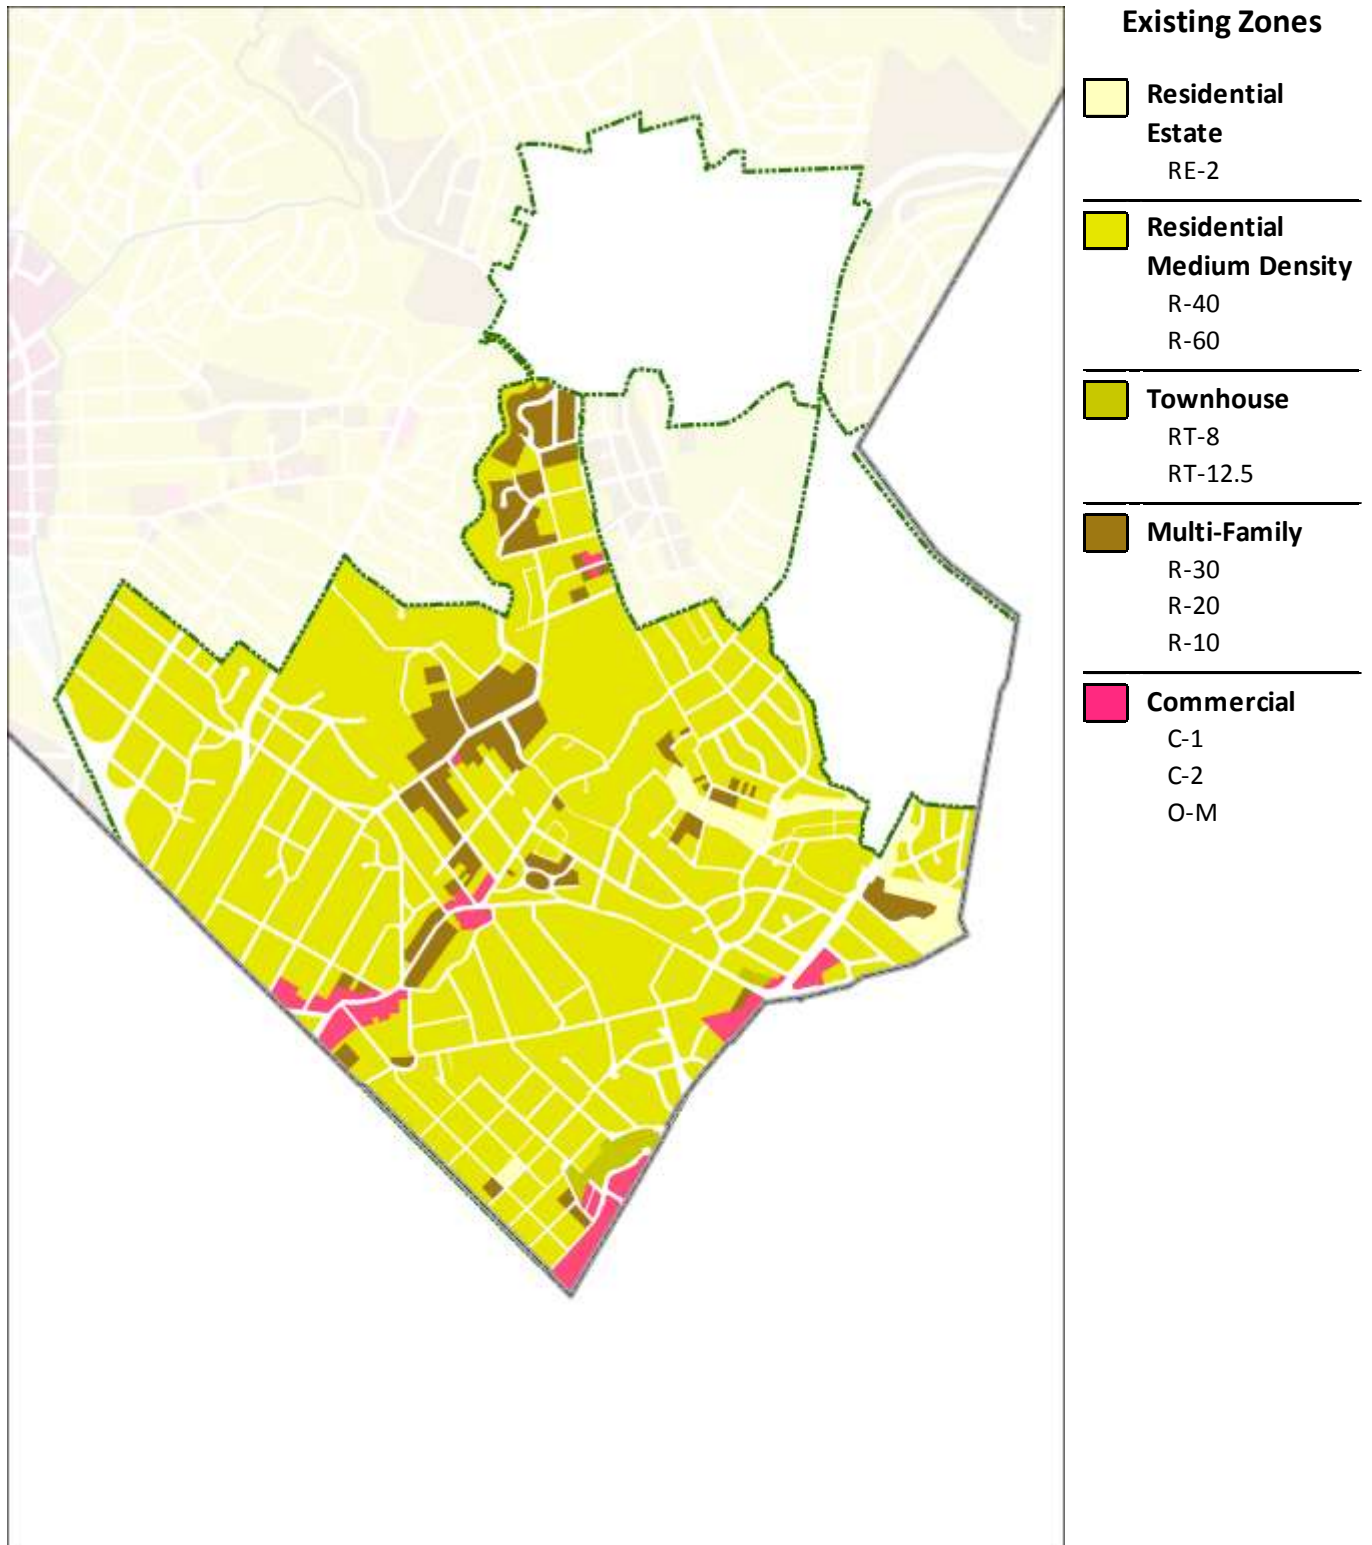 Existing Zones
Residential
Estate
RE-2
Residential
Medium Density
R-40
R-60
Townhouse
RT-8
RT-12.5
Multi-Family
R-30
R-20
R-10
Commercial
C-1
C-2
O-M